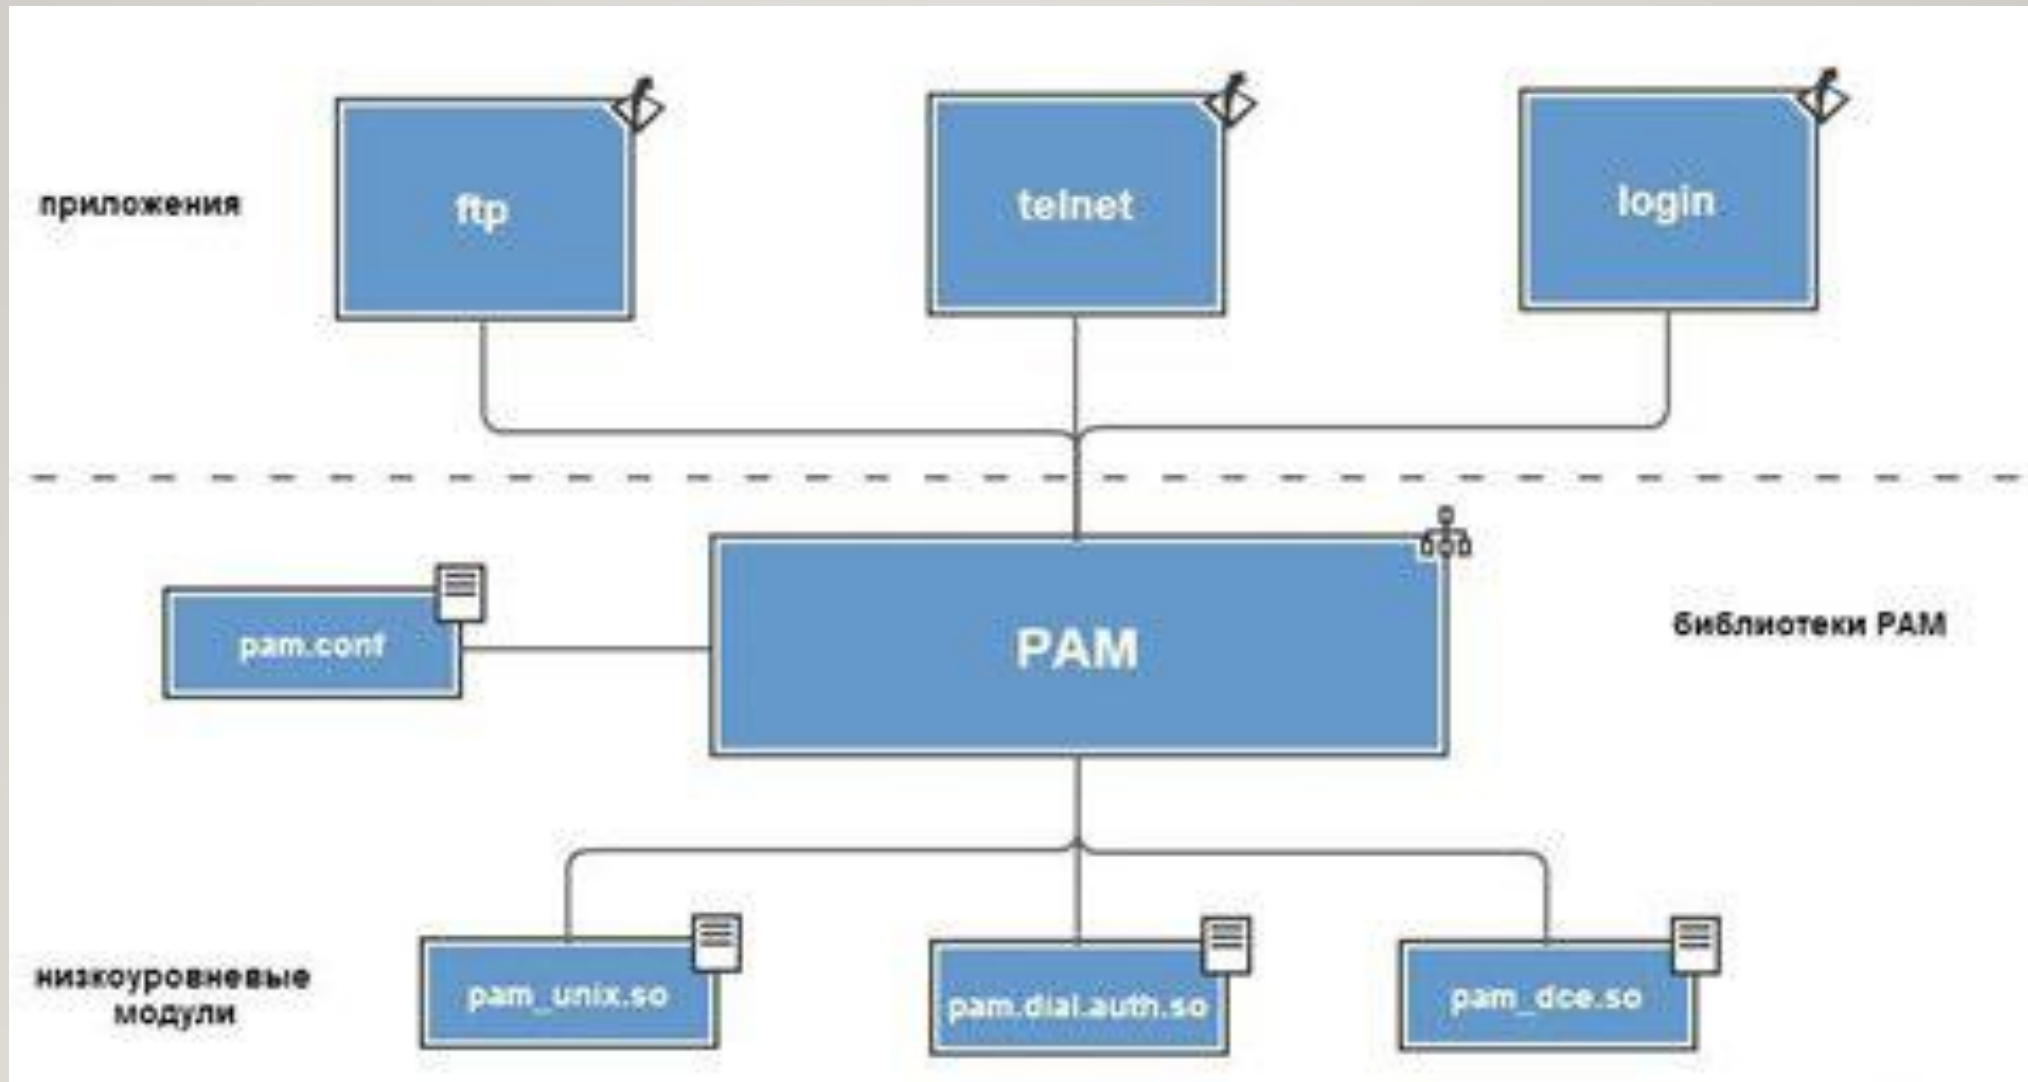 приложения
ftp
telnet
login
pam.conf
PAM
библиотеки PAM
низкоуровневые
модули
pam_unix.so
pam.dial.auth.so
pam_dce.so